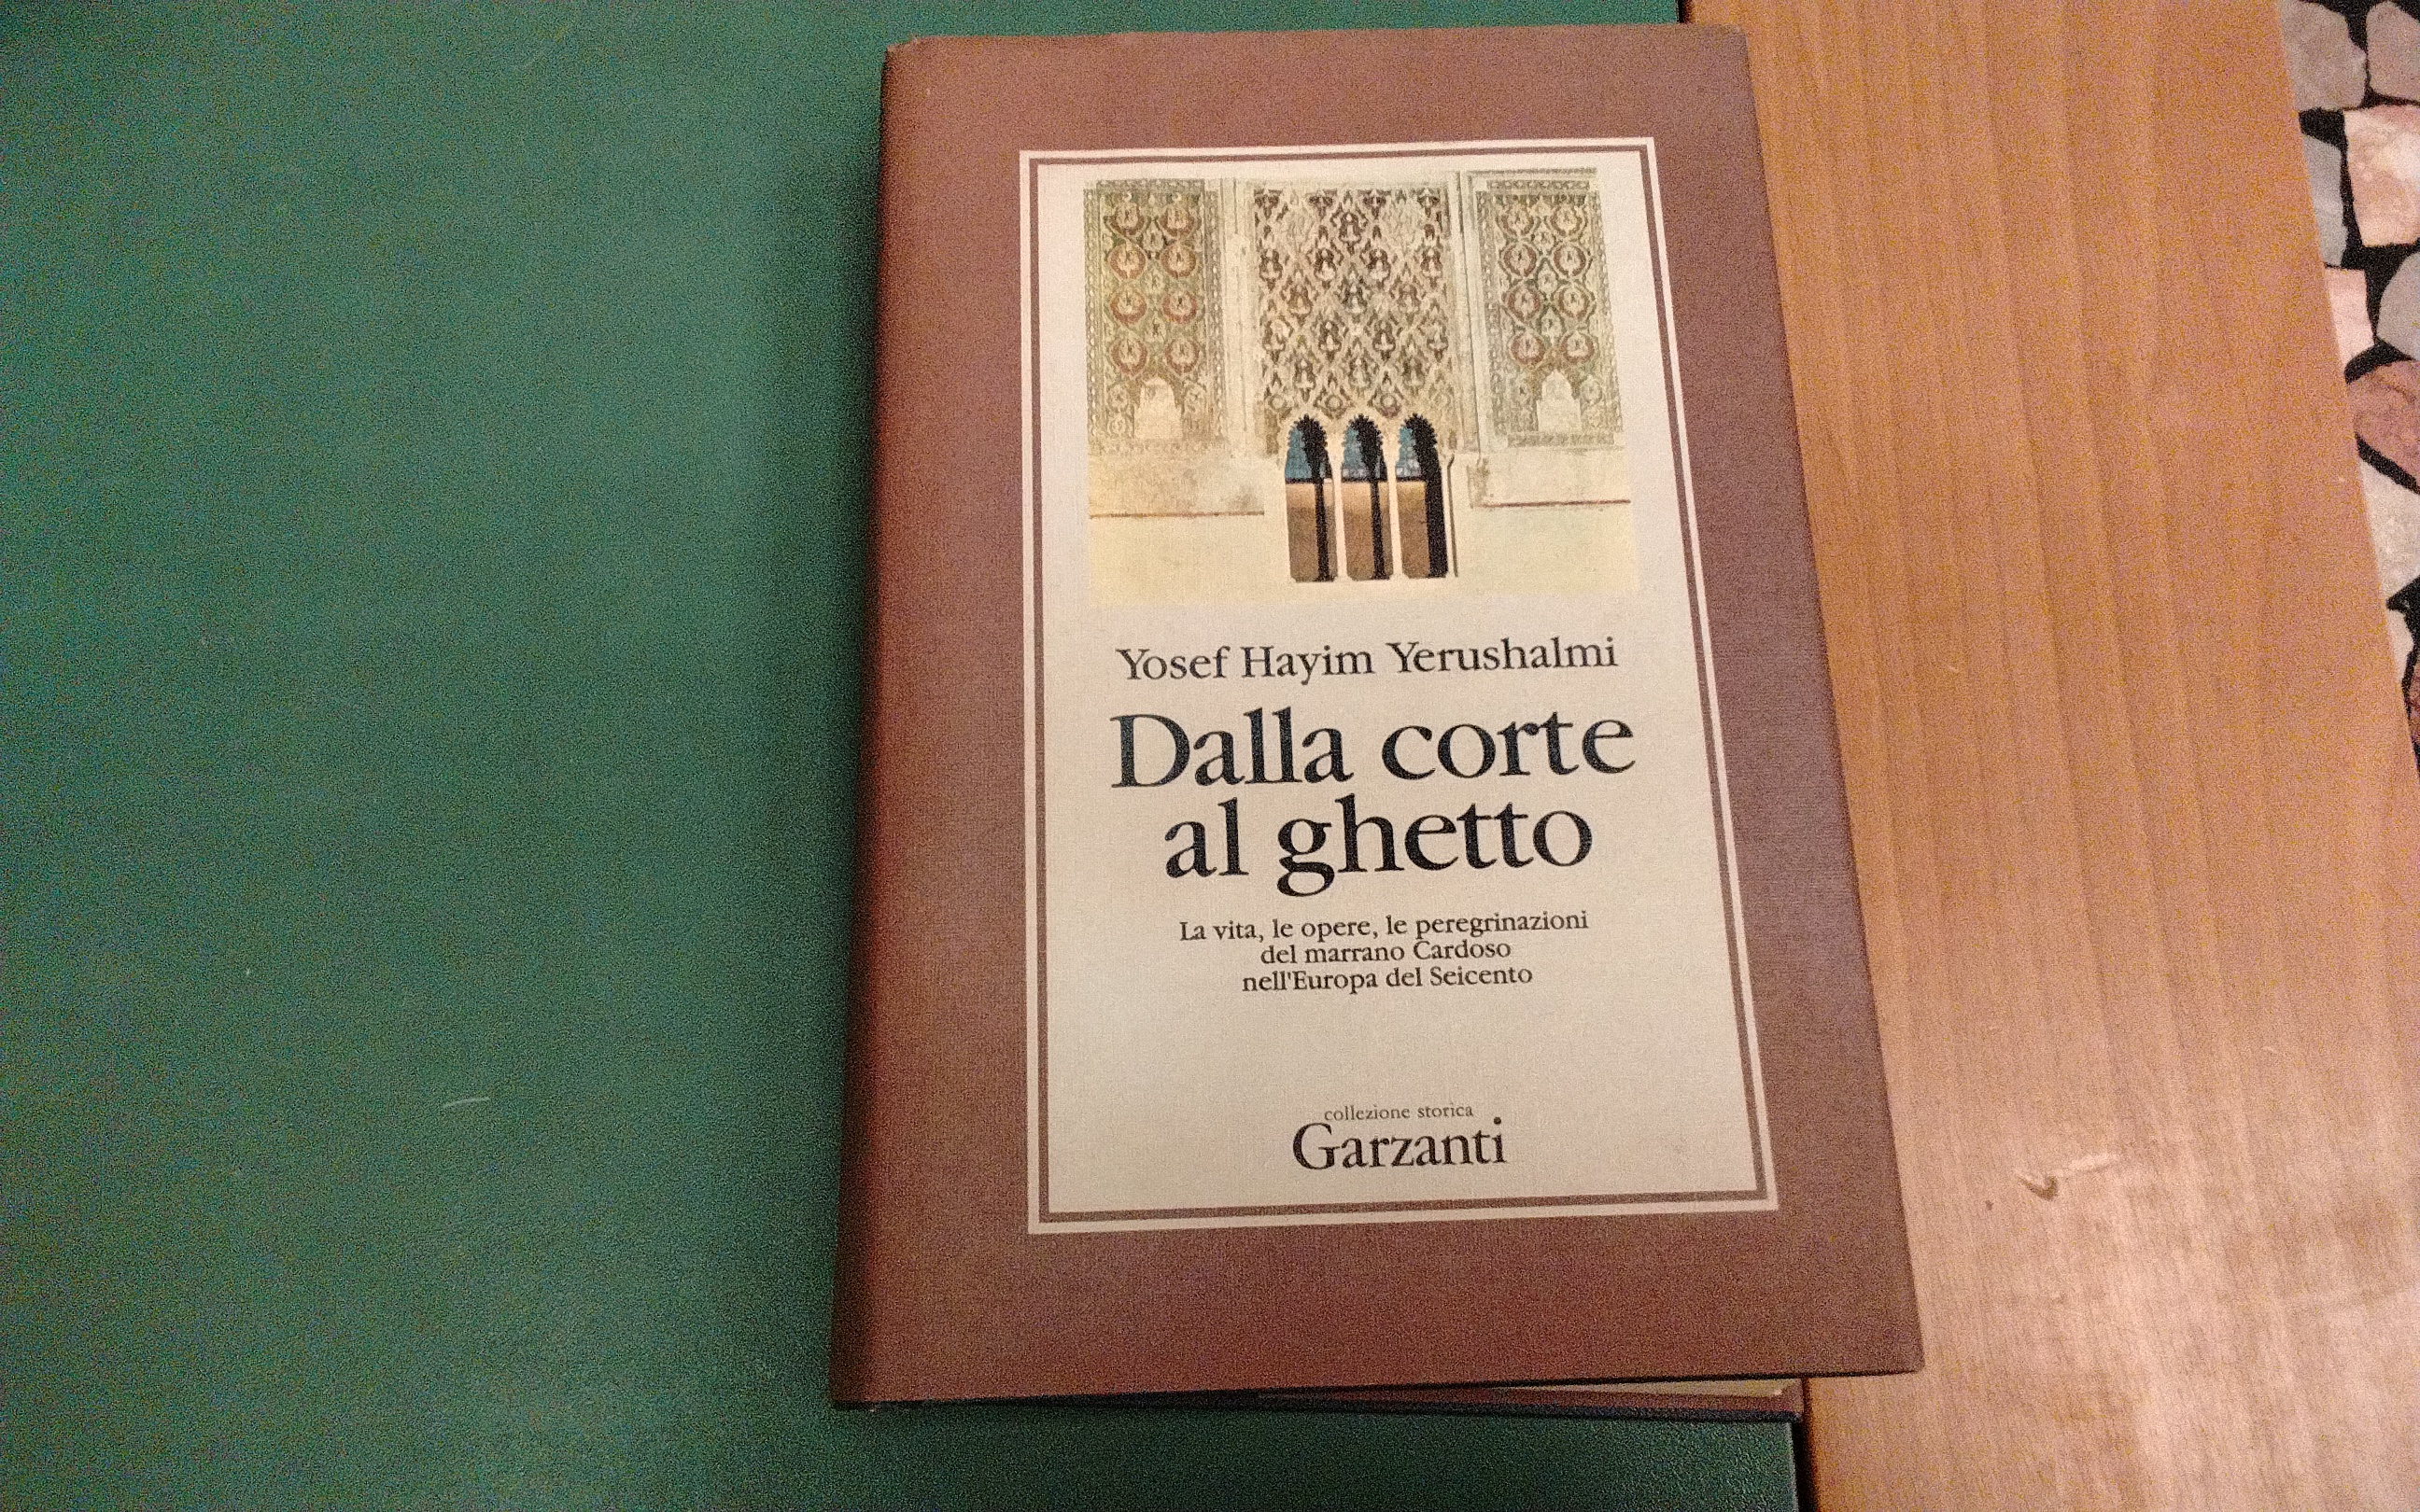 Yosef Hayim Yerushalmi
Dalla corte
al ghetto
La vita, le opere, le peregrinazioni
del marrano Cardoso
nell'Europa del Seicento
collezione storica
Garzanti